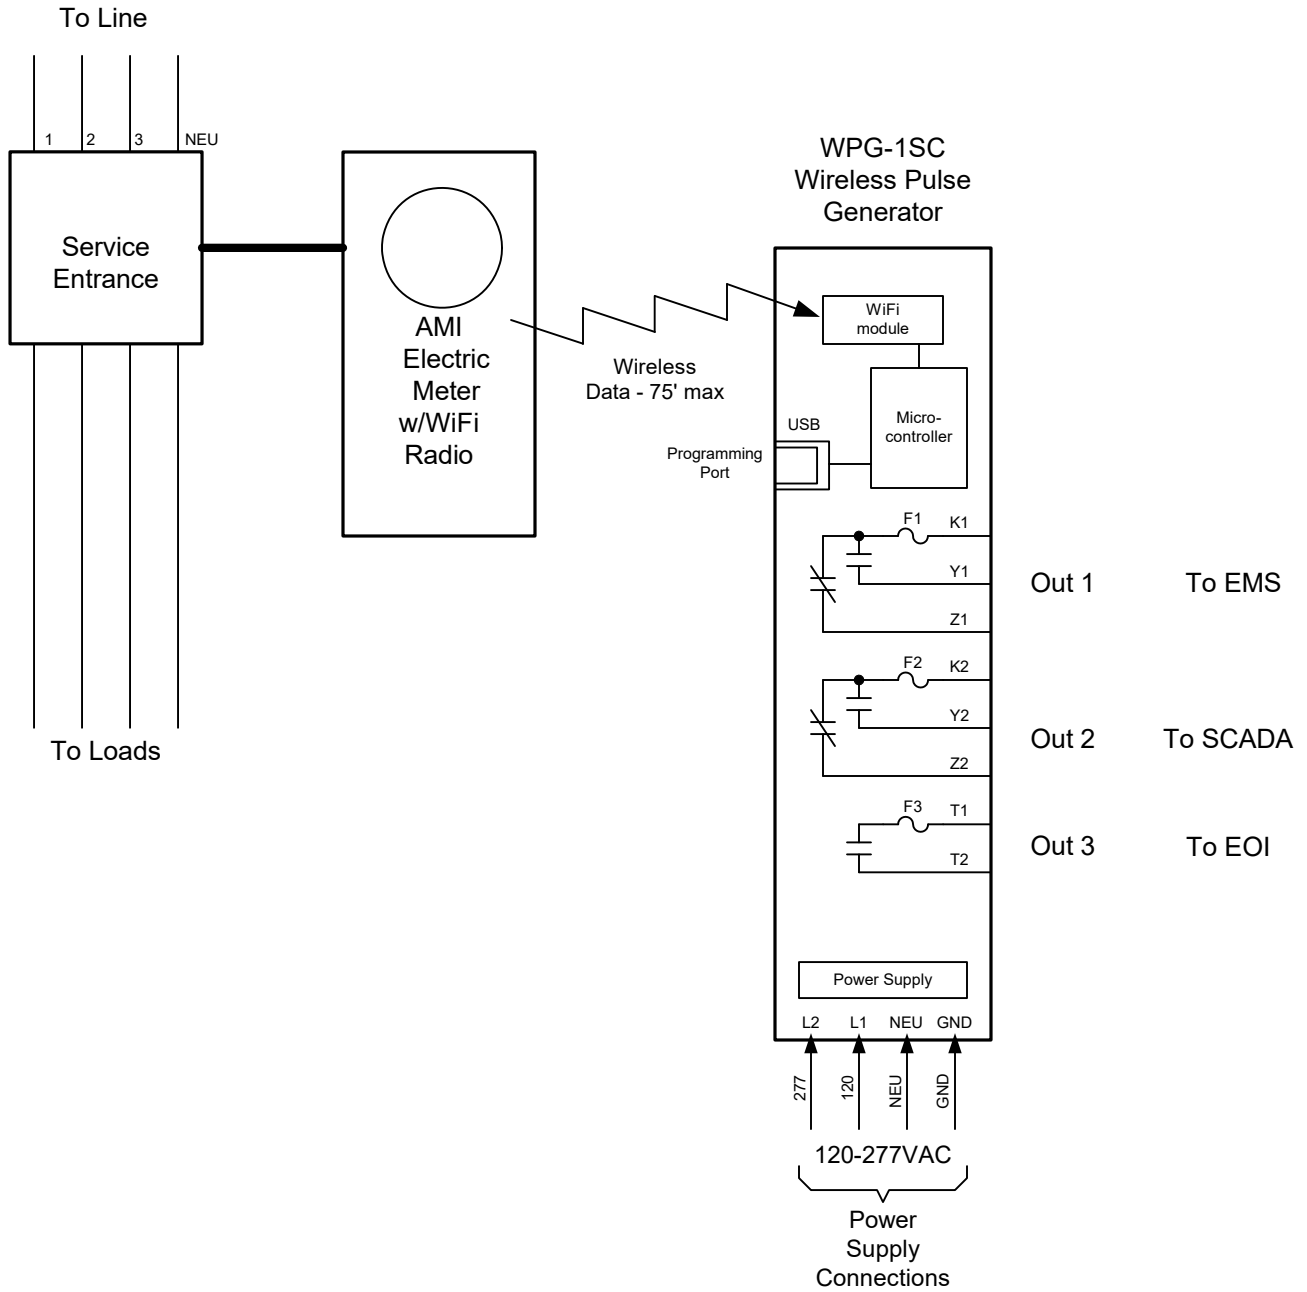 To Line
1
2
3
NEU
Service
Entrance
AMI
Electric
Meter
w/WiFi
Radio
Wireless
Data - 75' max
WPG-1SC
Wireless Pulse
Generator
WiFi
module
Micro-
controller
USB
Programming
Port
F1
K1
Y1
Z1
Out 1
To EMS
F2
K2
Y2
Z2
Out 2
To SCADA
F3
T1
T2
Out 3
To EOI
To Loads
Power Supply
L2
L1
NEU
GND
277
120
NEU
GND
120-277VAC
Power
Supply
Connections